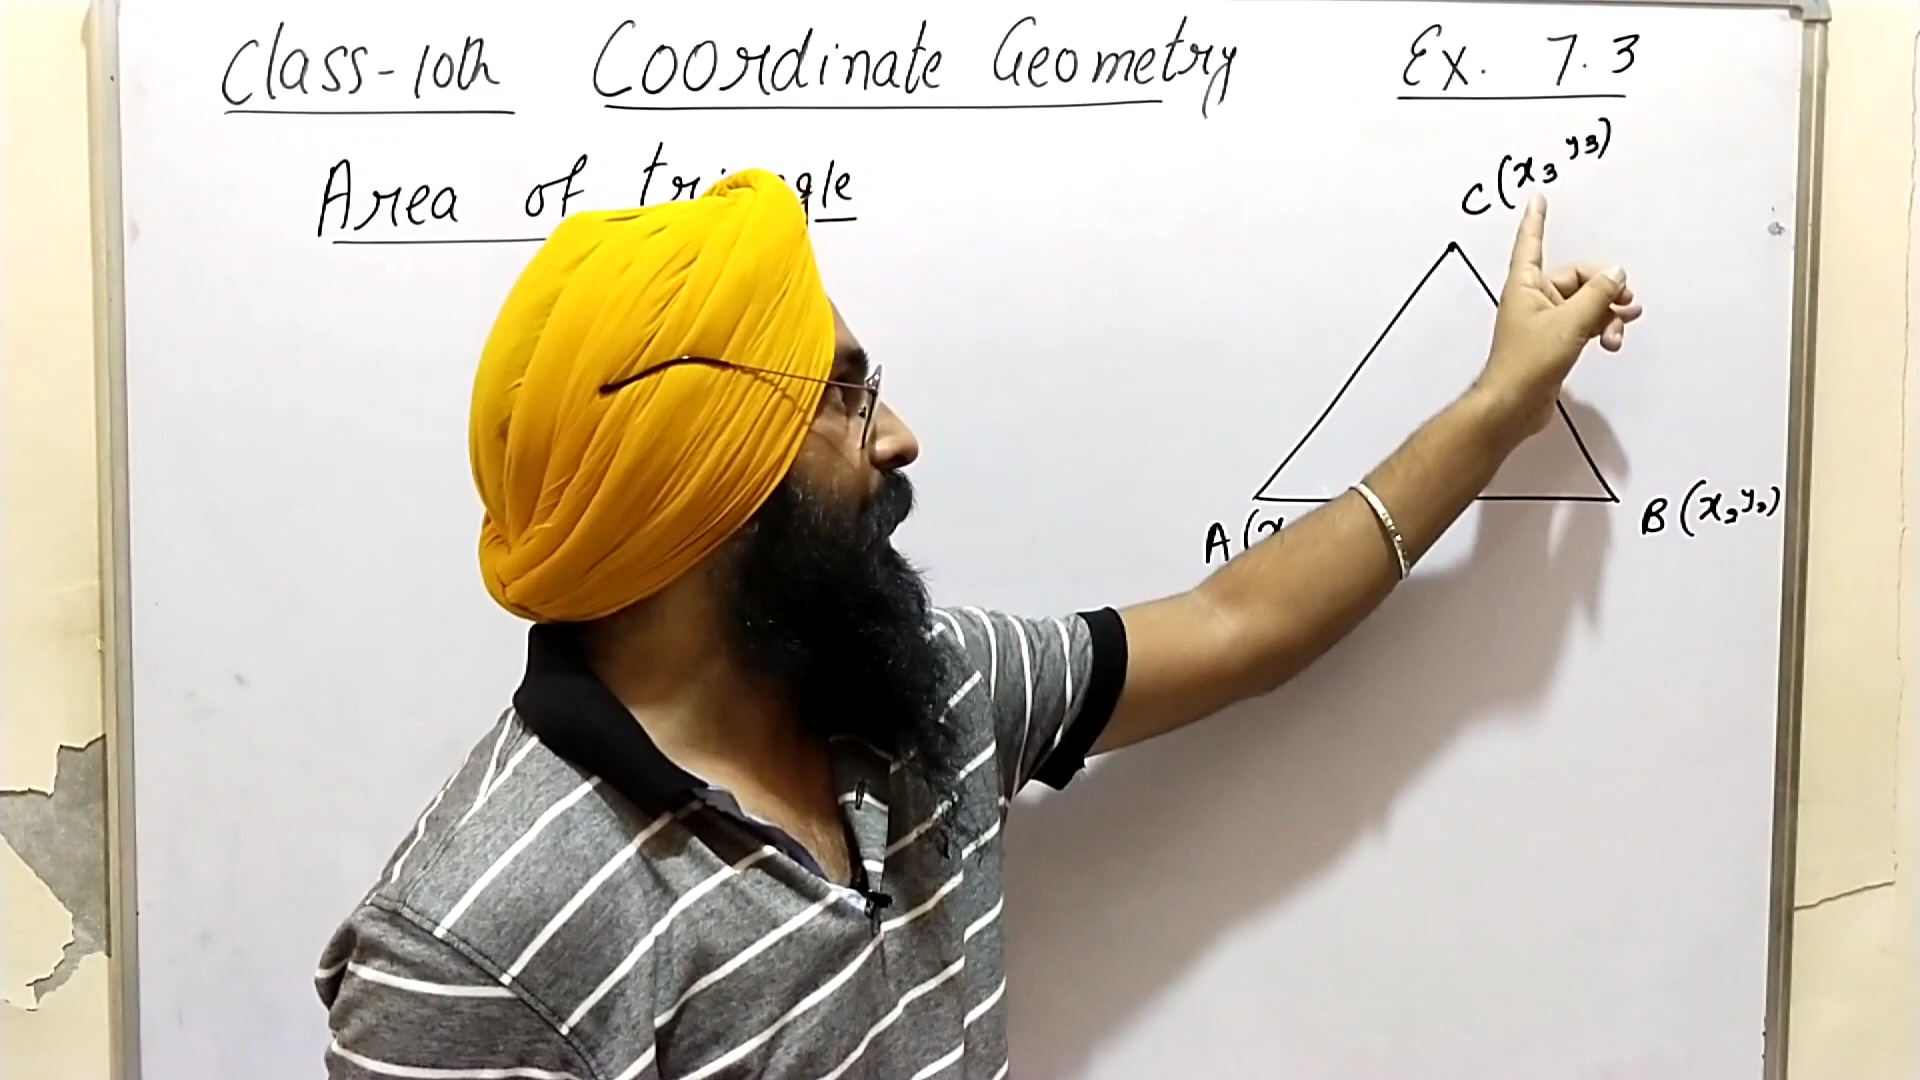 Class-10th Coordinate Geometry Ex. 7.3
Area of
C(x3 y3)
A(x
B(x2 y2)